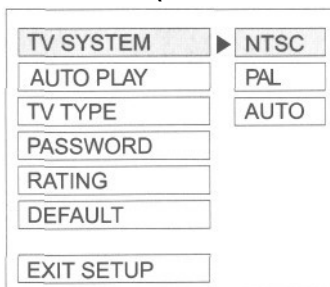 TV SYSTEM ▶ NTSC
AUTO PLAY PAL
TV TYPE AUTO
PASSWORD
RATING
DEFAULT
EXIT SETUP